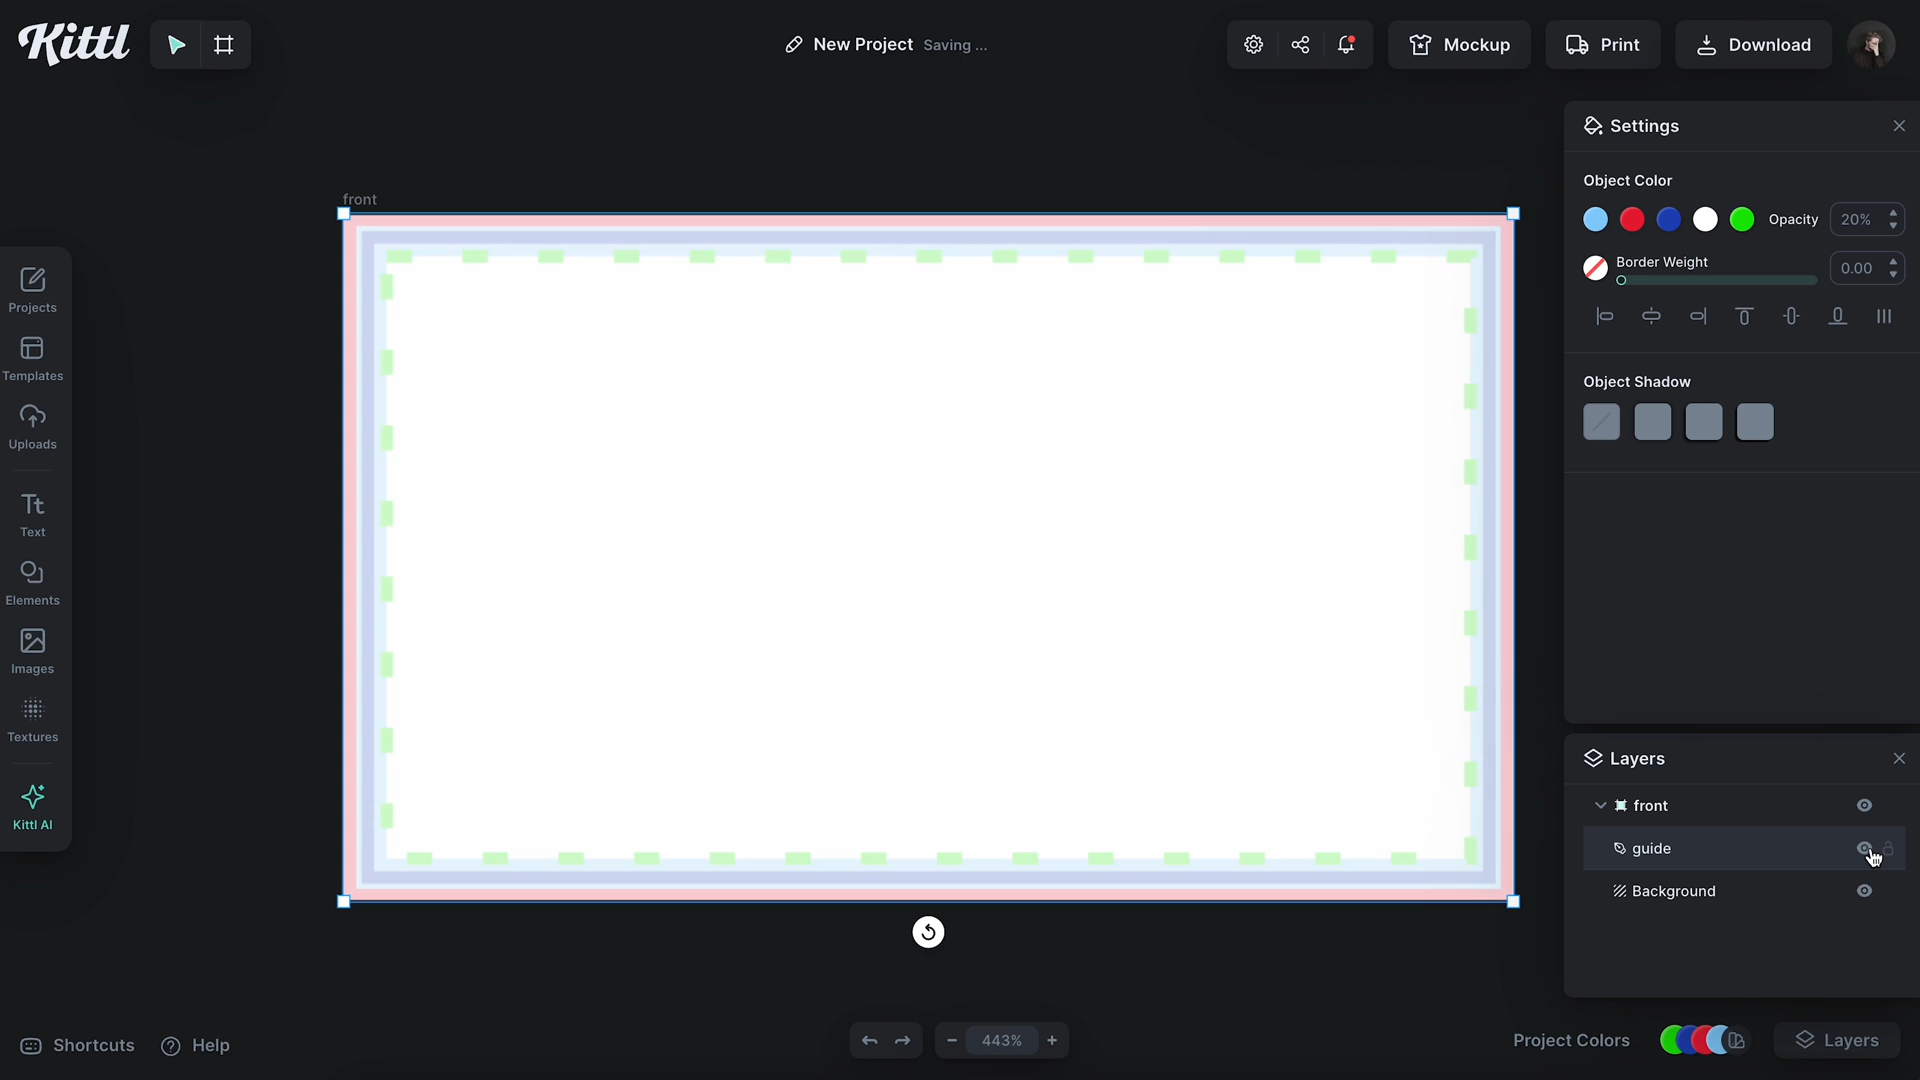 Kittl
New Project Saving ...
Mockup
Print
Download
front
Projects
Templates
Uploads
Text
Elements
Images
Textures
Kittl AI
Settings
Object Color
Opacity 20%
Border Weight 0.00
Object Shadow
Layers
front
guide
Background
Shortcuts
Help
443%
Project Colors
Layers